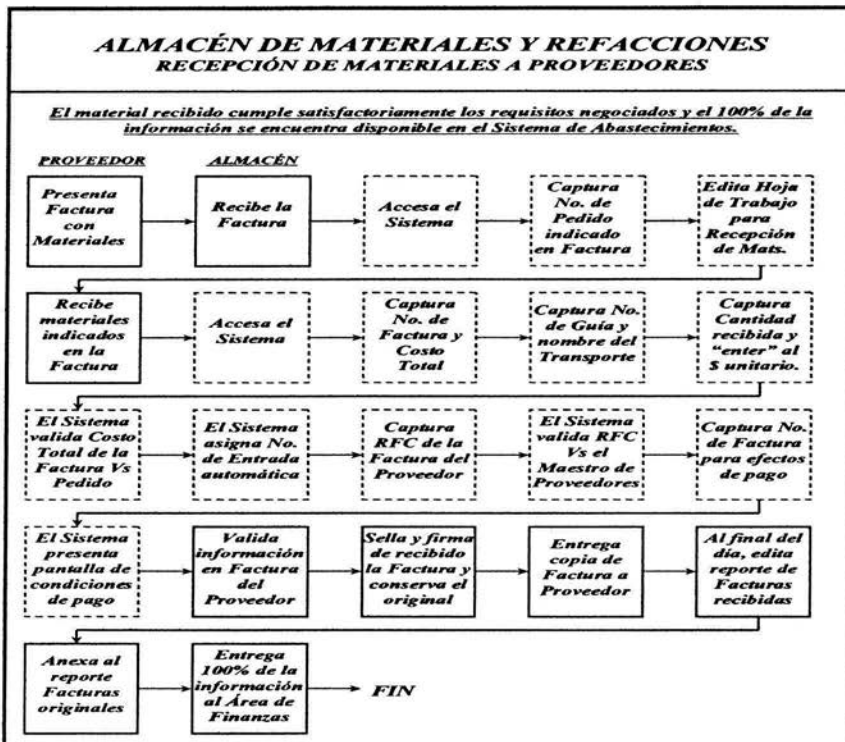 ALMACÉN DE MATERIALES Y REFACCIONES
RECEPCIÓN DE MATERIALES A PROVEEDORES
El material recibido cumple satisfactoriamente los requisitos negociados y el 100% de la
información se encuentra disponible en el Sistema de Abastecimientos.
PROVEEDOR
ALMACÉN
Presenta
Factura
con
Materiales
Recibe la
Factura
Accesa el
Sistema
Captura
No. de
Pedido
indicado
en Factura
Edita Hoja
de Trabajo
para
Recepción
de Mats.
Recibe
materiales
indicados
en la
Factura
Accesa el
Sistema
Captura
No. de
Factura y
Costo
Total
Captura No.
de Guía y
nombre del
Transporte
Captura
Cantidad
recibida y
“enter” al
$ unitario.
El Sistema
valida Costo
Total de la
Factura Vs
Pedido
El Sistema
asigna No.
de Entrada
automática
Captura
RFC de la
Factura del
Proveedor
El Sistema
valida RFC
Vs el
Maestro de
Proveedores
Captura No.
de Factura
para efectos
de pago
El Sistema
presenta
pantalla de
condiciones
de pago
Valida
información
en Factura
del
Proveedor
Sella y firma
de recibido
la Factura y
conserva el
original
Entrega
copia de
Factura a
Proveedor
Al final del
día, edita
reporte de
Facturas
recibidas
Anexa al
reporte
Facturas
originales
Entrega
100% de la
información
al Área de
Finanzas
FIN